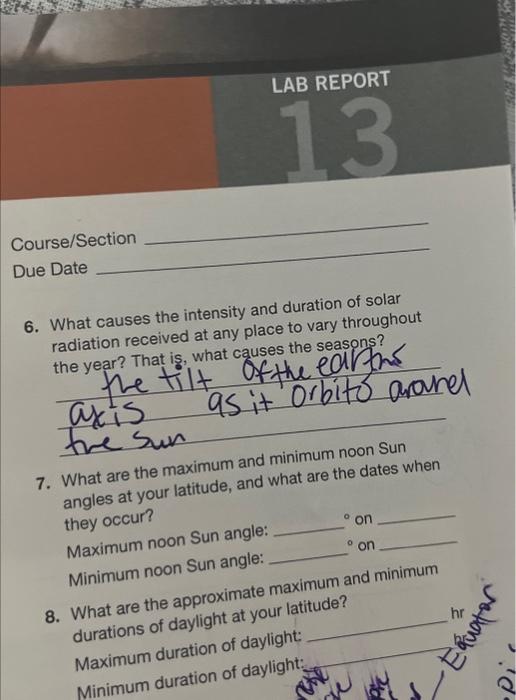 LAB REPORT
13
Course/Section
Due Date
6. What causes the intensity and duration of solar
radiation received at any place to vary throughout
the year? That is, what causes the seasons?
the tilt of the earths
axis as it orbits around
the sun
7. What are the maximum and minimum noon Sun
angles at your latitude, and what are the dates when
they occur?
Maximum noon Sun angle: ° on
Minimum noon Sun angle: ° on
8. What are the approximate maximum and minimum
durations of daylight at your latitude?
Maximum duration of daylight: hr
Minimum duration of daylight:
Equator